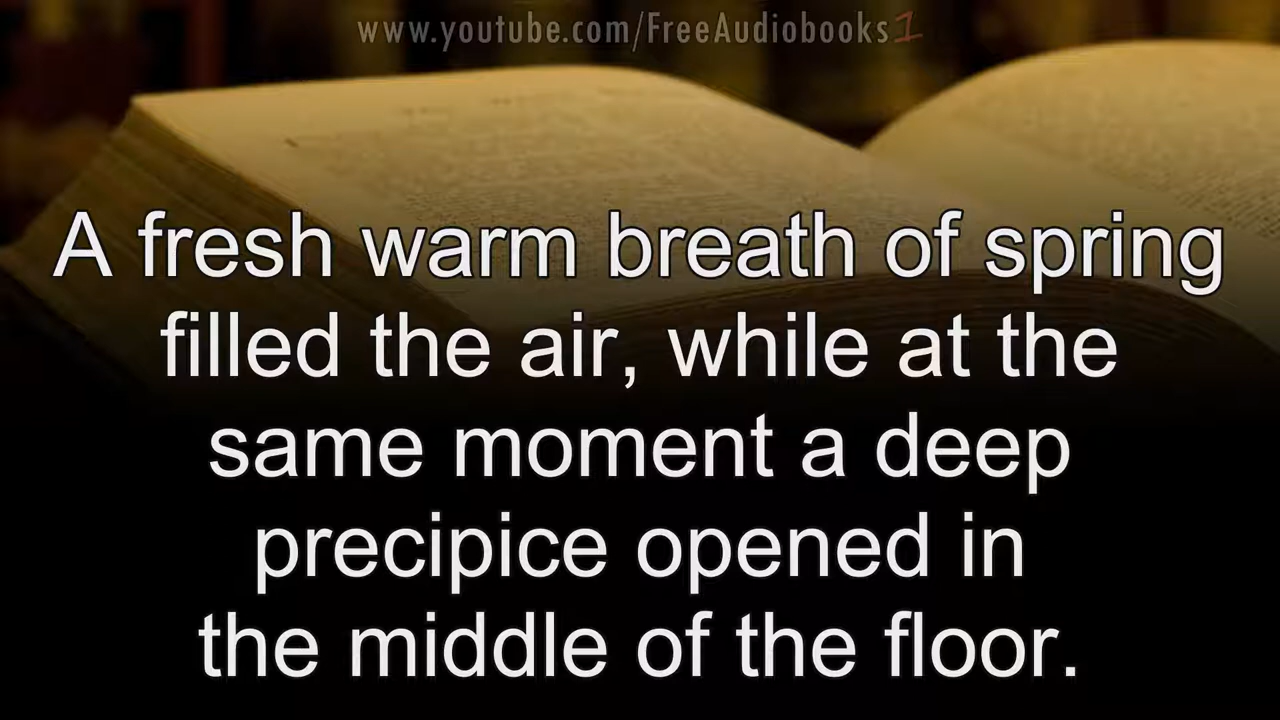 www.youtube.com/FreeAudiobooks1
A fresh warm breath of spring
filled the air, while at the
same moment a deep
precipice opened in
the middle of the floor.